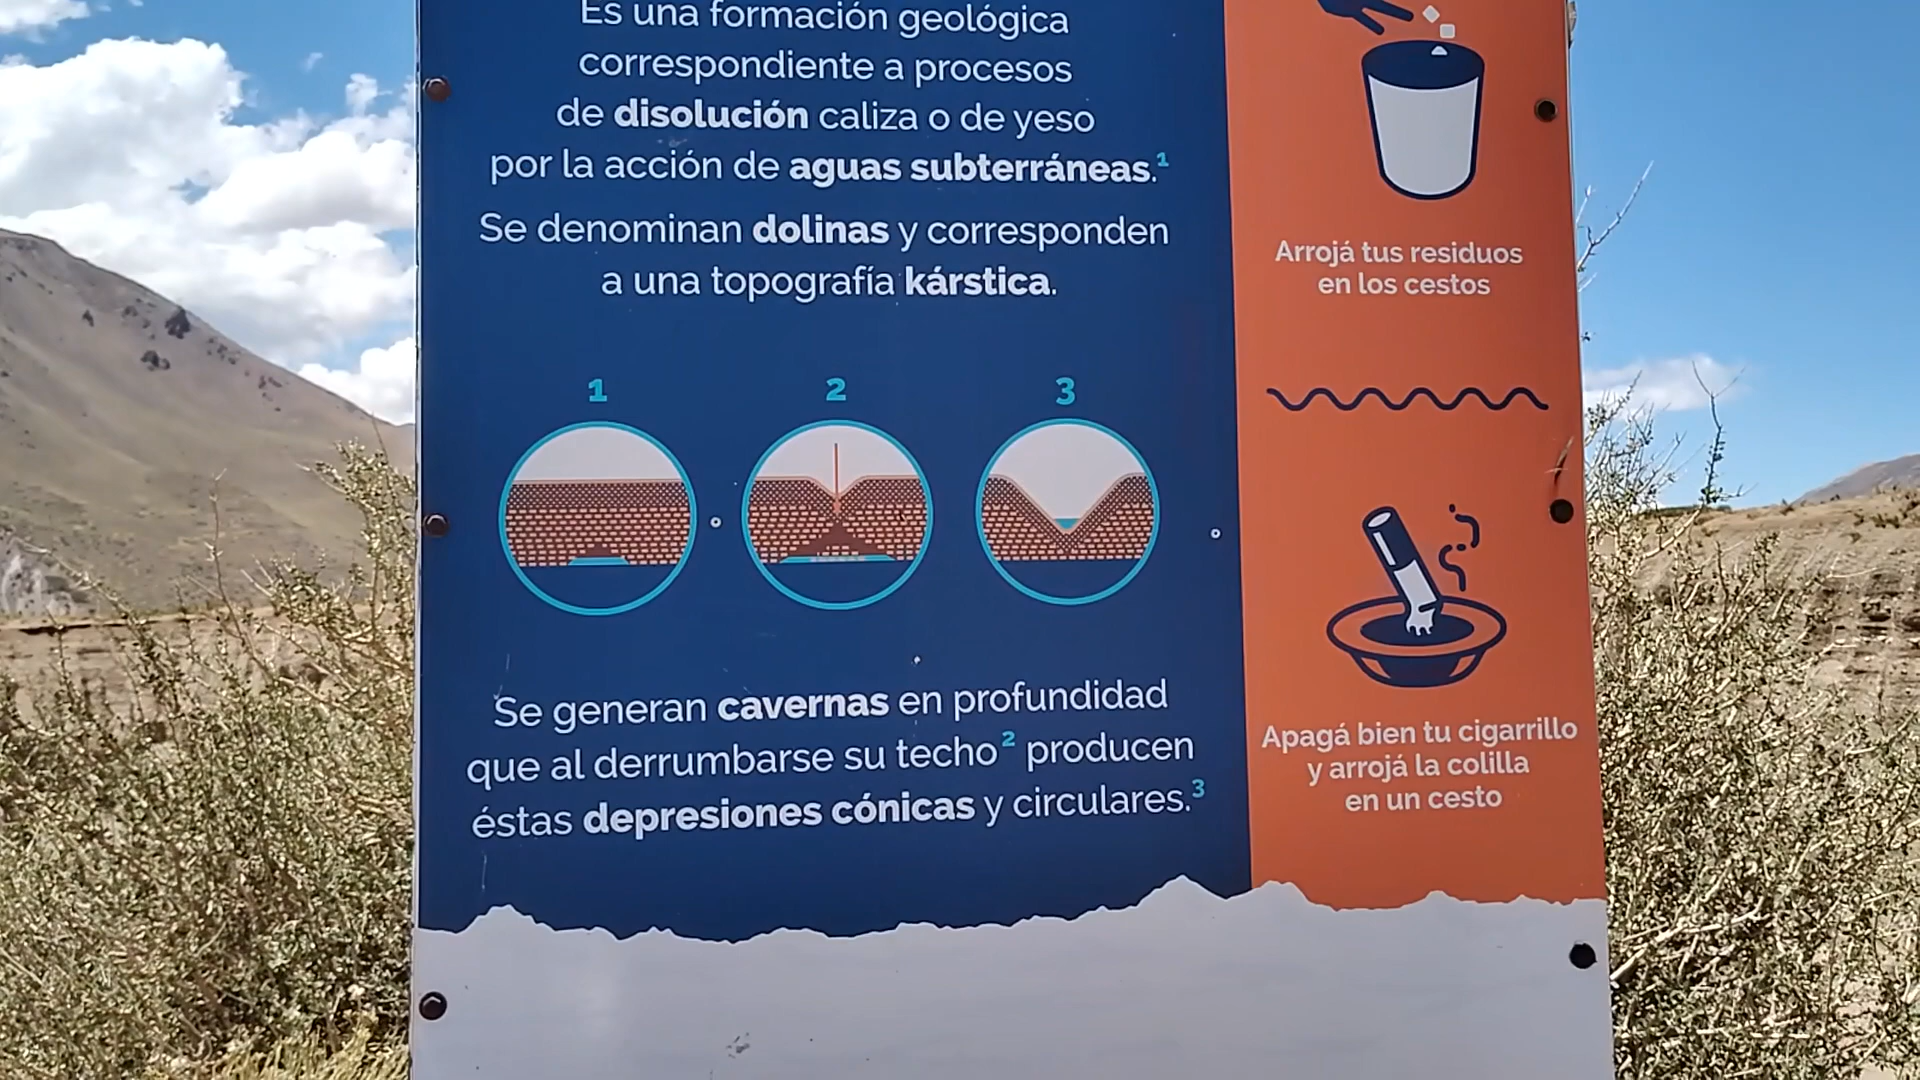 Es una formación geológica
correspondiente a procesos
de disolución caliza o de yeso
por la acción de aguas subterráneas.¹
Se denominan dolinas y corresponden
a una topografía kárstica.
1 2 3
Se generan cavernas en profundidad
que al derrumbarse su techo² producen
éstas depresiones cónicas y circulares.³
Arrojá tus residuos
en los cestos
Apagá bien tu cigarrillo
y arrojá la colilla
en un cesto